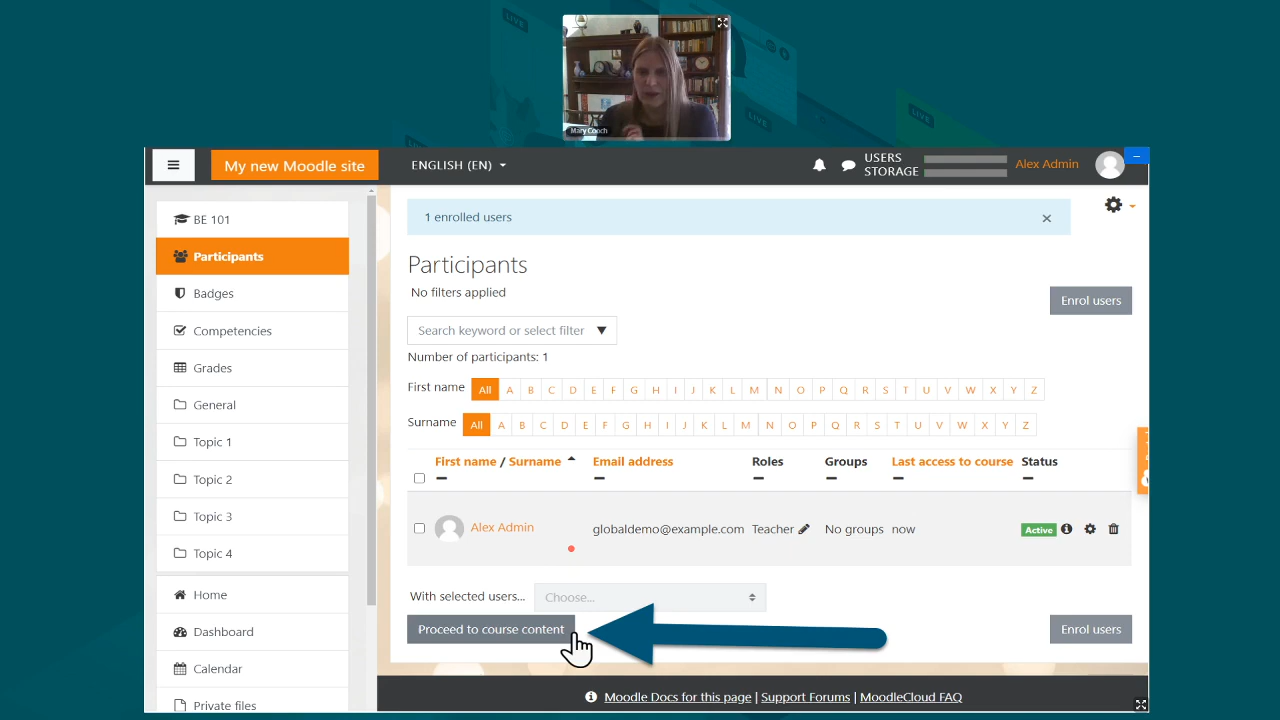 LIVE
LIVE
LIVE
Mary Cooch
My new Moodle site
ENGLISH (EN)
USERS
STORAGE
Alex Admin
BE 101
Participants
Badges
Competencies
Grades
General
Topic 1
Topic 2
Topic 3
Topic 4
Home
Dashboard
Calendar
Private files
1 enrolled users
×
Participants
No filters applied
Enrol users
Search keyword or select filter
Number of participants: 1
First name All A B C D E F G H I J K L M N O P Q R S T U V W X Y Z
Surname All A B C D E F G H I J K L M N O P Q R S T U V W X Y Z
First name / Surname Email address Roles Groups Last access to course Status
Alex Admin globaldemo@example.com Teacher No groups now Active
With selected users... Choose...
Proceed to course content
Enrol users
Moodle Docs for this page | Support Forums | MoodleCloud FAQ